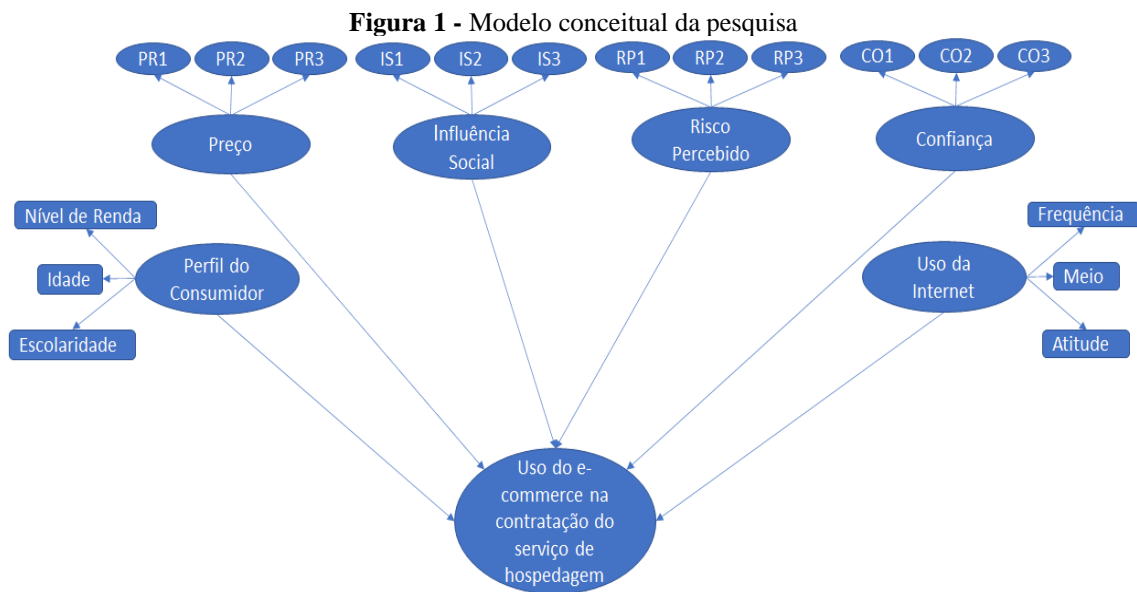 Figura 1 - Modelo conceitual da pesquisa
PR1
PR2
PR3
IS1
IS2
IS3
RP1
RP2
RP3
CO1
CO2
CO3
Preço
Influência
Social
Risco
Percebido
Confiança
Nível de Renda
Idade
Escolaridade
Perfil do
Consumidor
Uso da
Internet
Frequência
Meio
Atitude
Uso do e-
commerce na
contratação do
serviço de
hospedagem